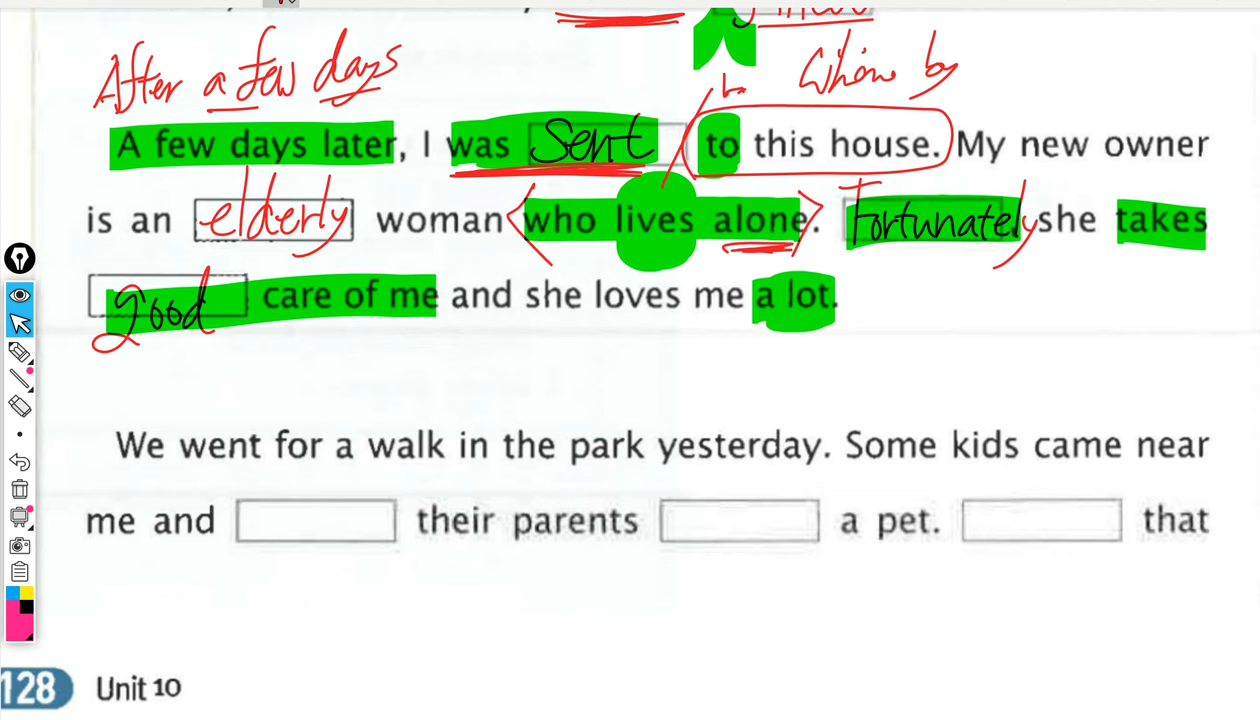 After a few days
A few days later, I was sent to this house. My new owner
is an elderly woman < who lives alone. > Fortunately she takes
good care of me and she loves me a lot.
We went for a walk in the park yesterday. Some kids came near
me and their parents a pet. that
128 Unit 10